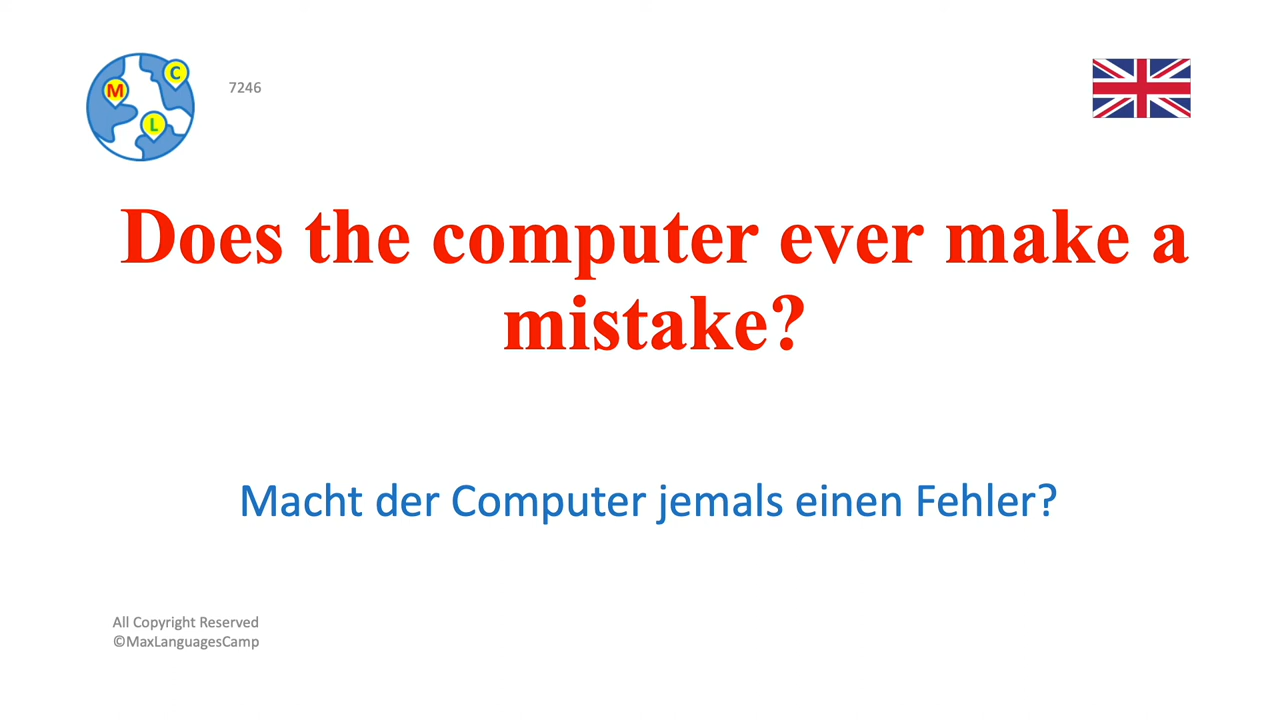 M
C
L
7246
Does the computer ever make a
mistake?
Macht der Computer jemals einen Fehler?
All Copyright Reserved
©MaxLanguagesCamp